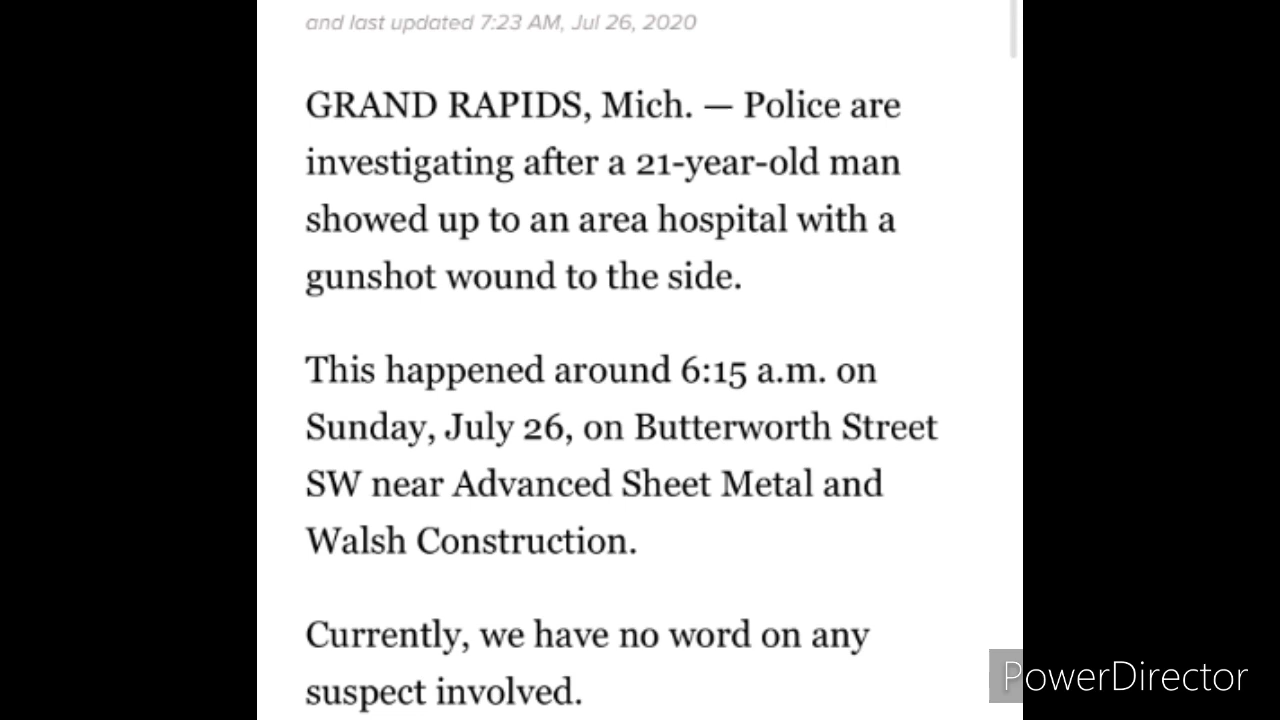 and last updated 7:23 AM, Jul 26, 2020
GRAND RAPIDS, Mich. — Police are
investigating after a 21-year-old man
showed up to an area hospital with a
gunshot wound to the side.
This happened around 6:15 a.m. on
Sunday, July 26, on Butterworth Street
SW near Advanced Sheet Metal and
Walsh Construction.
Currently, we have no word on any
suspect involved.
PowerDirector